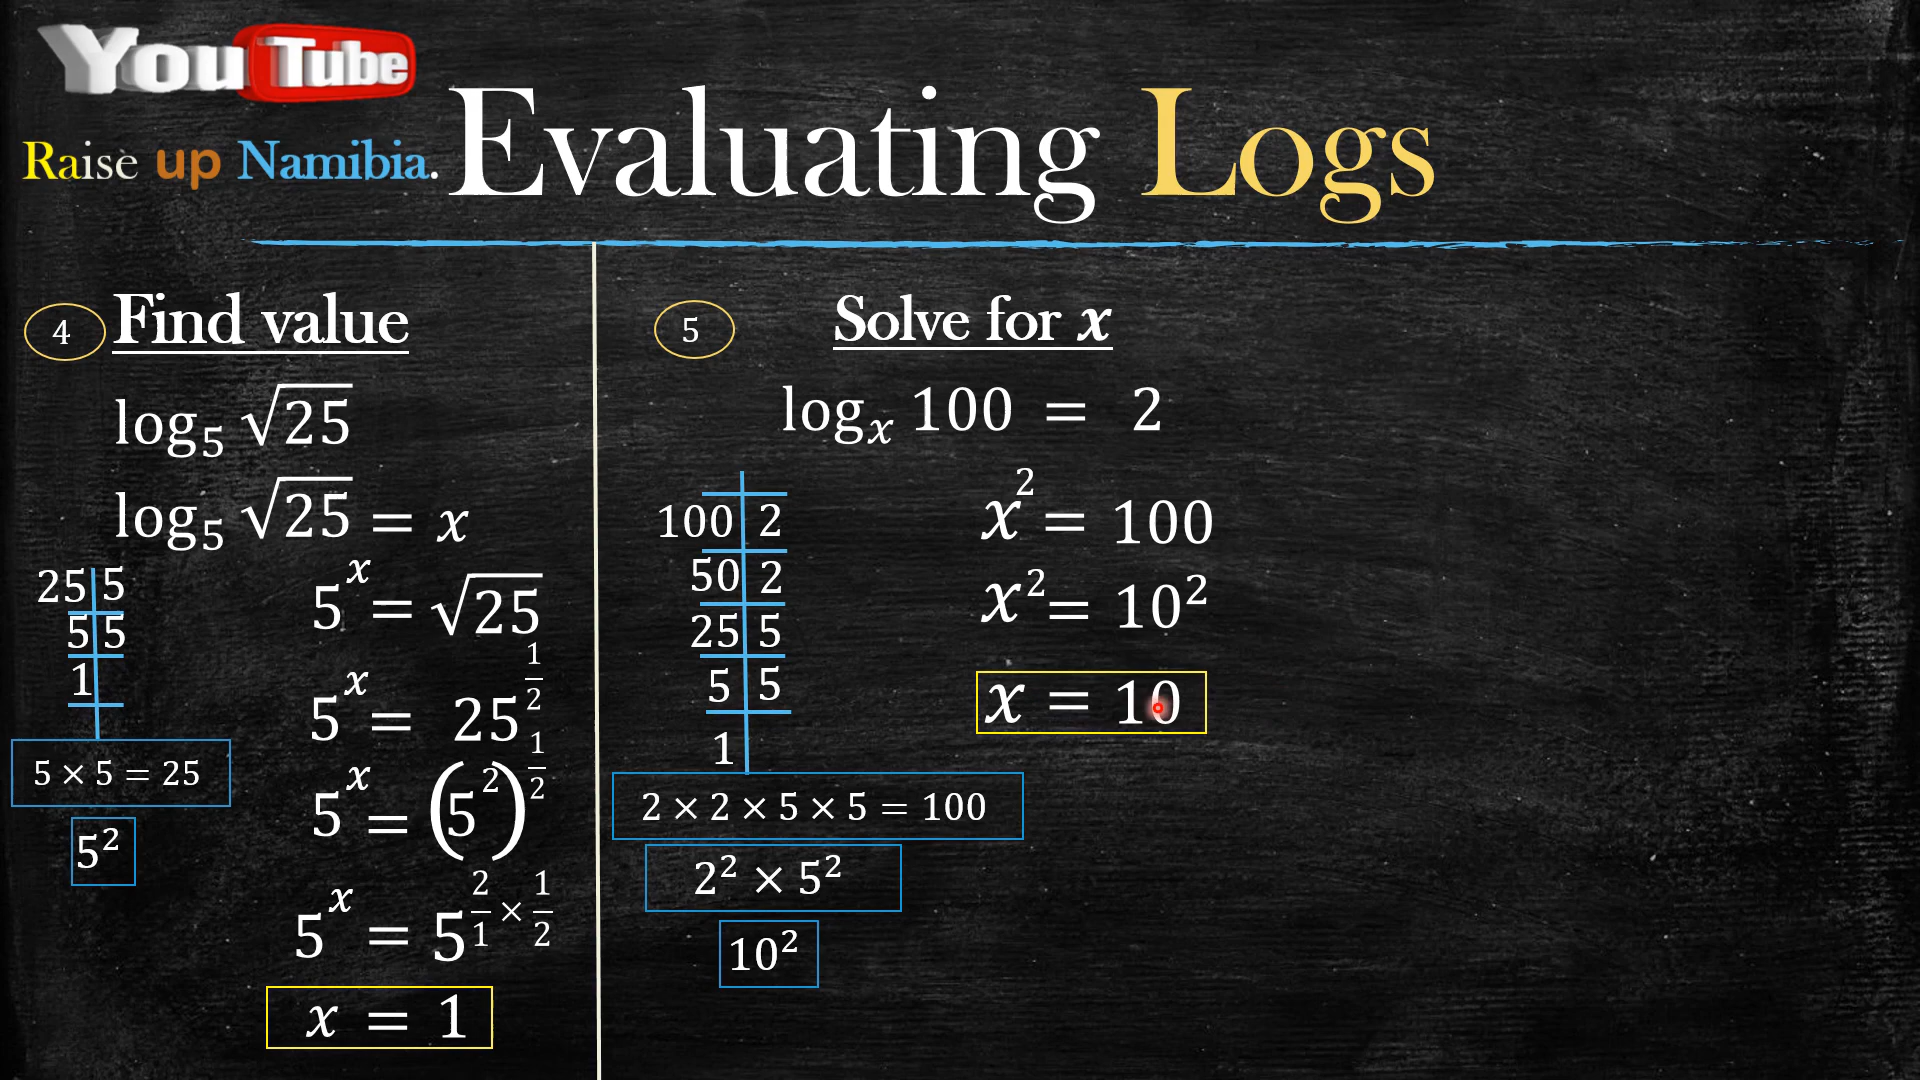 YouTube
Raise up Namibia.
Evaluating Logs
4 Find value
log₅ √25
log₅ √25 = x
25 5
5 5
1
5 × 5 = 25
5²
5ˣ = √25
5ˣ = 25^(1/2)
5ˣ = (5²)^(1/2)
5ˣ = 5^(2/1 × 1/2)
x = 1
5 Solve for x
logₓ 100 = 2
100 2
50 2
25 5
5 5
1
2 × 2 × 5 × 5 = 100
2² × 5²
10²
x² = 100
x² = 10²
x = 10